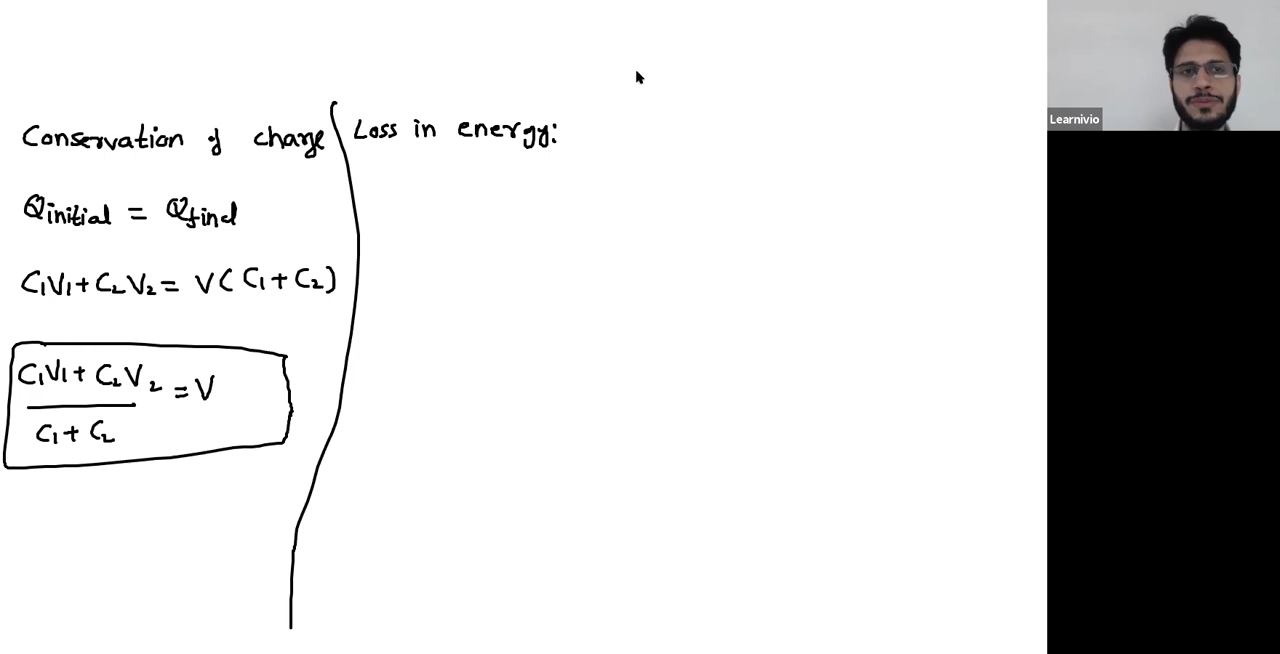 Conservation of charge
Qinitial = Qfinal
C₁V₁ + C₂V₂ = V( C₁ + C₂)
C₁V₁ + C₂V₂ / C₁ + C₂ = V
Loss in energy:
Learnivio